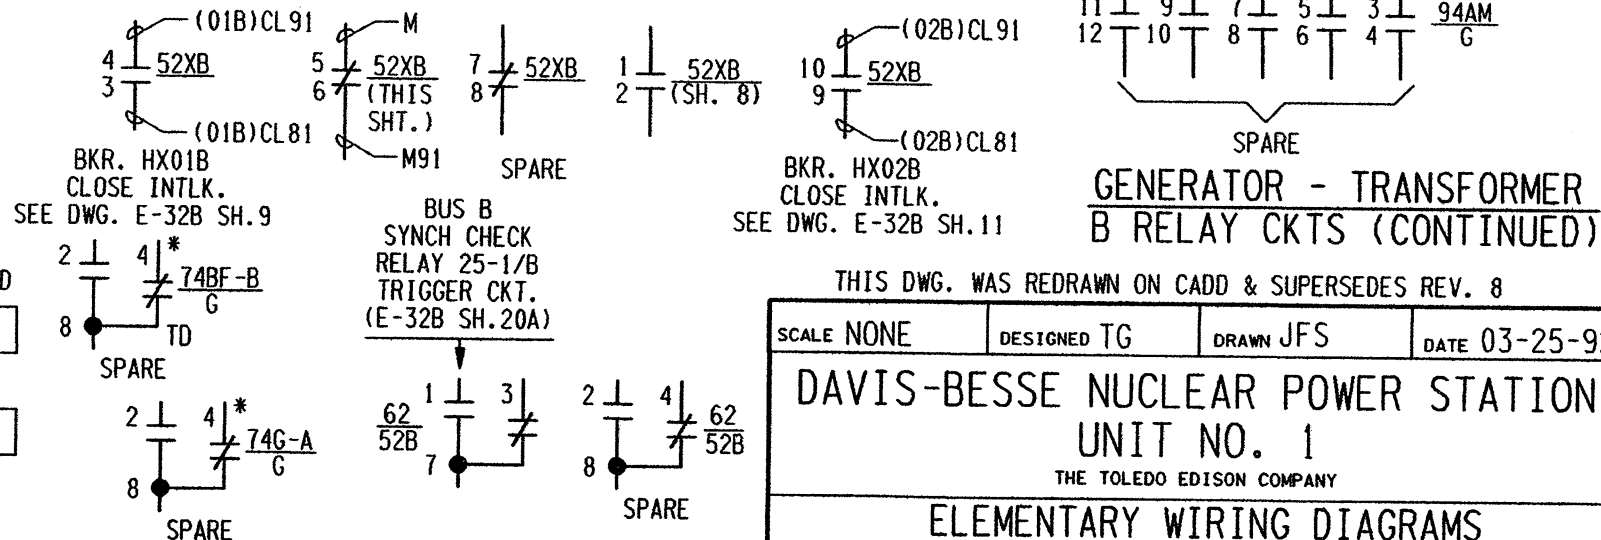 (01B)CL91
4 52XB
3
(01B)CL81
BKR. HX01B
CLOSE INTLK.
SEE DWG. E-32B SH.9
M
5 52XB
6 (THIS
SHT.)
M91
7 52XB
8
SPARE
1 52XB
2 (SH. 8)
(02B)CL91
10 52XB
9
(02B)CL81
BKR. HX02B
CLOSE INTLK.
SEE DWG. E-32B SH.11
11 9 7 5 3 94AM
12 10 8 6 4 G
SPARE
GENERATOR - TRANSFORMER
B RELAY CKTS (CONTINUED)
D
2 4 *
74BF-B
G
8 TD
SPARE
2 4 *
74G-A
G
8
SPARE
BUS B
SYNCH CHECK
RELAY 25-1/B
TRIGGER CKT.
(E-32B SH.20A)
1 3
62
52B
7
2 4
62
52B
8
SPARE
THIS DWG. WAS REDRAWN ON CADD & SUPERSEDES REV. 8
SCALE NONE DESIGNED TG DRAWN JFS DATE 03-25-9
DAVIS-BESSE NUCLEAR POWER STATION
UNIT NO. 1
THE TOLEDO EDISON COMPANY
ELEMENTARY WIRING DIAGRAMS